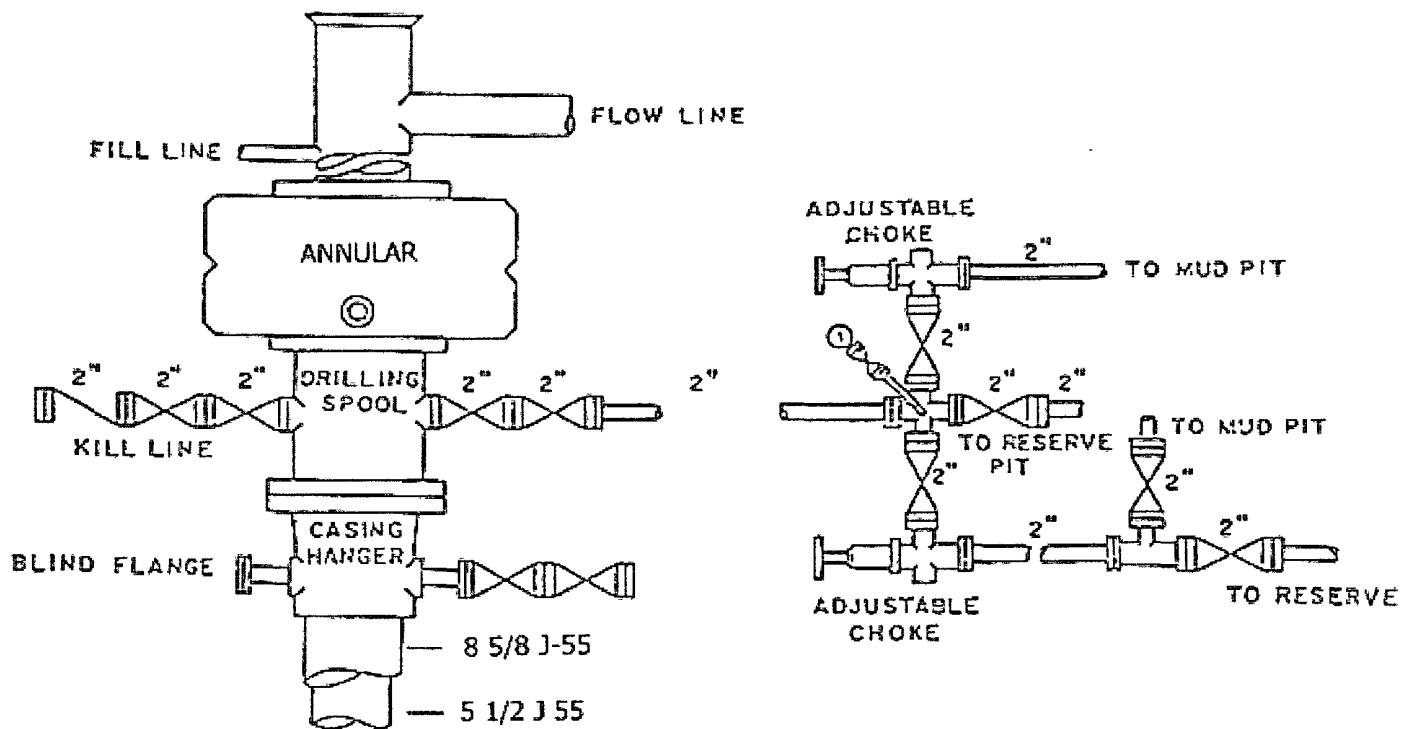 FLOW LINE
FILL LINE
ANNULAR
2"
2"
2"
DRILLING
SPOOL
2"
2"
2"
KILL LINE
CASING
HANGER
BLIND FLANGE
8 5/8 J-55
5 1/2 J 55
ADJUSTABLE
CHOKE
2"
TO MUD PIT
2"
1
2"
2"
TO RESERVE
PIT
TO MUD PIT
2"
2"
2"
2"
ADJUSTABLE
CHOKE
TO RESERVE